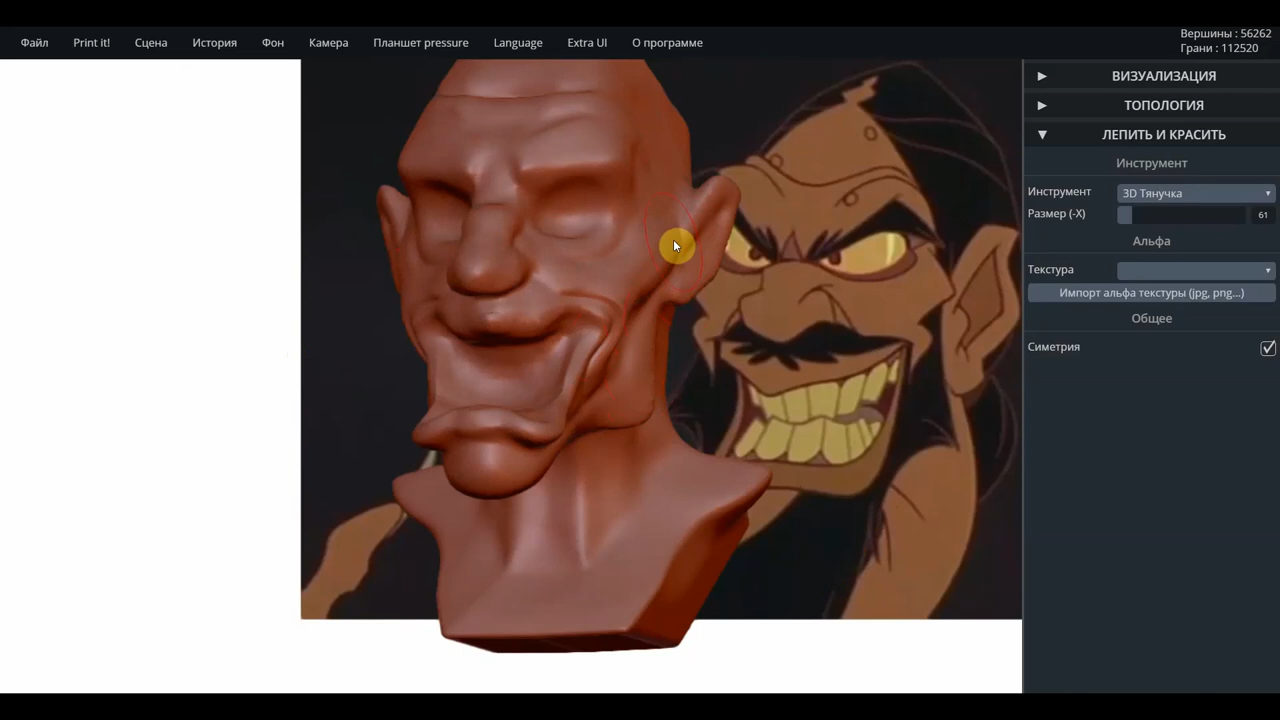 Файл Print it! Сцена История Фон Камера Планшет pressure Language Extra UI О программе
Вершины : 56262
Грани : 112520
ВИЗУАЛИЗАЦИЯ
ТОПОЛОГИЯ
ЛЕПИТЬ И КРАСИТЬ
Инструмент
Инструмент 3D Тянучка
Размер (-X) 61
Альфа
Текстура
Импорт альфа текстуры (jpg, png...)
Общее
Симетрия